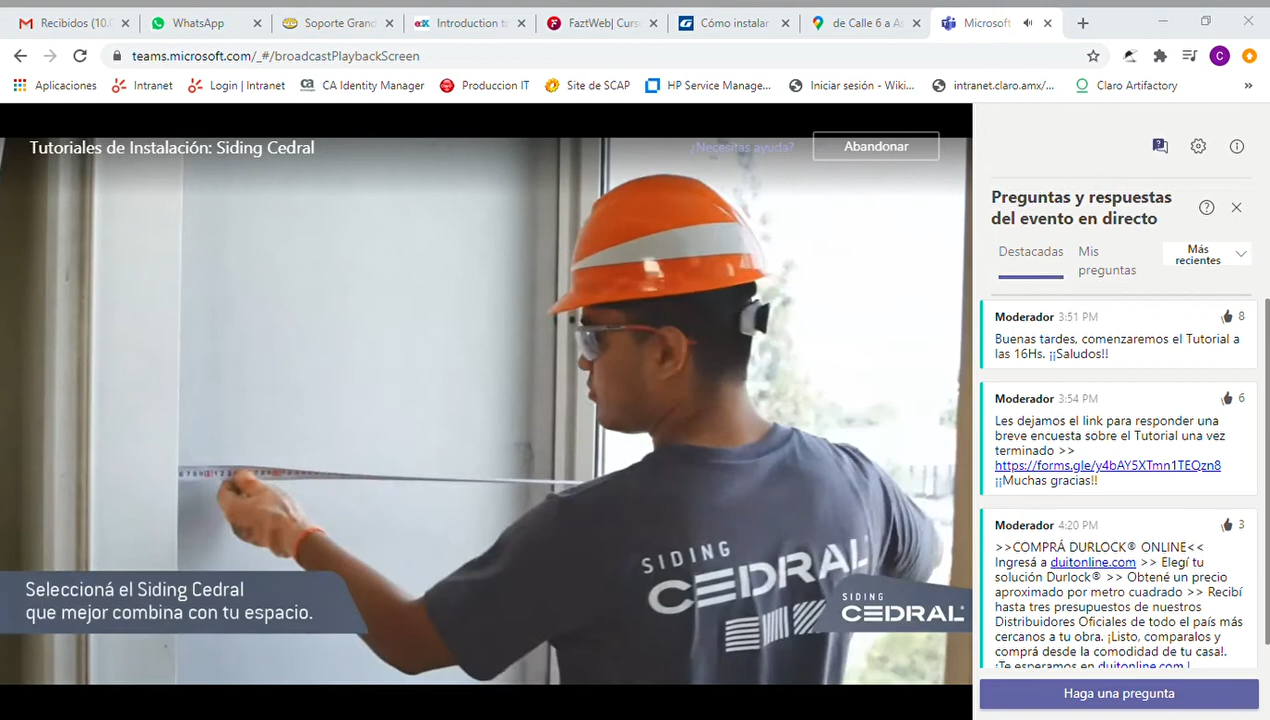 Recibidos (10.
WhatsApp
Soporte Grand
Introduction to
FaztWeb| Curs
Cómo instalar
de Calle 6 a A
Microsoft
teams.microsoft.com/_#/broadcastPlaybackScreen
Aplicaciones
Intranet
Login | Intranet
CA Identity Manager
Produccion IT
Site de SCAP
HP Service Manage...
Iniciar sesión - Wiki...
intranet.claro.amx/...
Claro Artifactory
»
Tutoriales de Instalación: Siding Cedral
¿Necesitas ayuda?
Abandonar
SIDING
CEDRAL®
Seleccioná el Siding Cedral
que mejor combina con tu espacio.
SIDING
CEDRAL®
Preguntas y respuestas
del evento en directo
Destacadas
Mis
preguntas
Más
recientes
Moderador 3:51 PM 8
Buenas tardes, comenzaremos el Tutorial a
las 16Hs. ¡¡Saludos!!
Moderador 3:54 PM 6
Les dejamos el link para responder una
breve encuesta sobre el Tutorial una vez
terminado >>
https://forms.gle/y4bAY5XTmn1TEQzn8
¡¡Muchas gracias!!
Moderador 4:20 PM 3
>>COMPRÁ DURLOCK® ONLINE<<
Ingresá a duitonline.com >> Elegí tu
solución Durlock® >> Obtené un precio
aproximado por metro cuadrado >> Recibí
hasta tres presupuestos de nuestros
Distribuidores Oficiales de todo el país más
cercanos a tu obra. ¡Listo, comparalos y
comprá desde la comodidad de tu casa!.
¡Te esperamos en duitonline.com |
Haga una pregunta